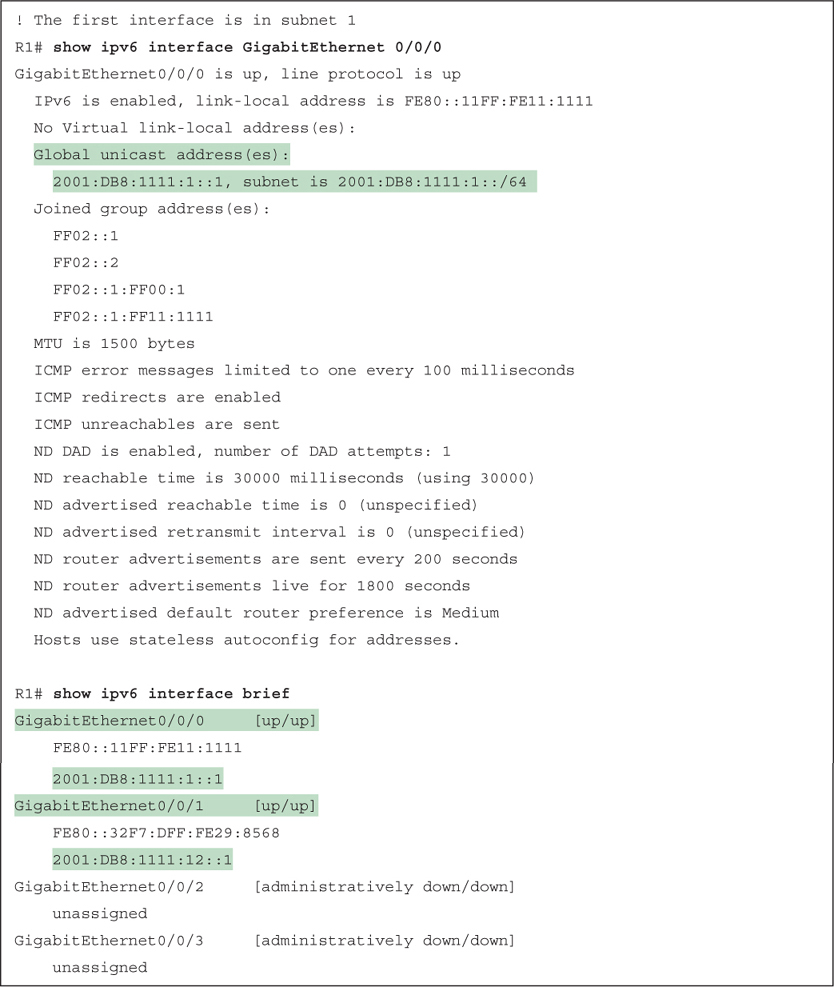 ! The first interface is in subnet 1
R1# show ipv6 interface GigabitEthernet 0/0/0
GigabitEthernet0/0/0 is up, line protocol is up
  IPv6 is enabled, link-local address is FE80::11FF:FE11:1111
  No Virtual link-local address(es):
  Global unicast address(es):
    2001:DB8:1111:1::1, subnet is 2001:DB8:1111:1::/64
  Joined group address(es):
    FF02::1
    FF02::2
    FF02::1:FF00:1
    FF02::1:FF11:1111
  MTU is 1500 bytes
  ICMP error messages limited to one every 100 milliseconds
  ICMP redirects are enabled
  ICMP unreachables are sent
  ND DAD is enabled, number of DAD attempts: 1
  ND reachable time is 30000 milliseconds (using 30000)
  ND advertised reachable time is 0 (unspecified)
  ND advertised retransmit interval is 0 (unspecified)
  ND router advertisements are sent every 200 seconds
  ND router advertisements live for 1800 seconds
  ND advertised default router preference is Medium
  Hosts use stateless autoconfig for addresses.

R1# show ipv6 interface brief
GigabitEthernet0/0/0     [up/up]
    FE80::11FF:FE11:1111
    2001:DB8:1111:1::1
GigabitEthernet0/0/1     [up/up]
    FE80::32F7:DFF:FE29:8568
    2001:DB8:1111:12::1
GigabitEthernet0/0/2     [administratively down/down]
    unassigned
GigabitEthernet0/0/3     [administratively down/down]
    unassigned